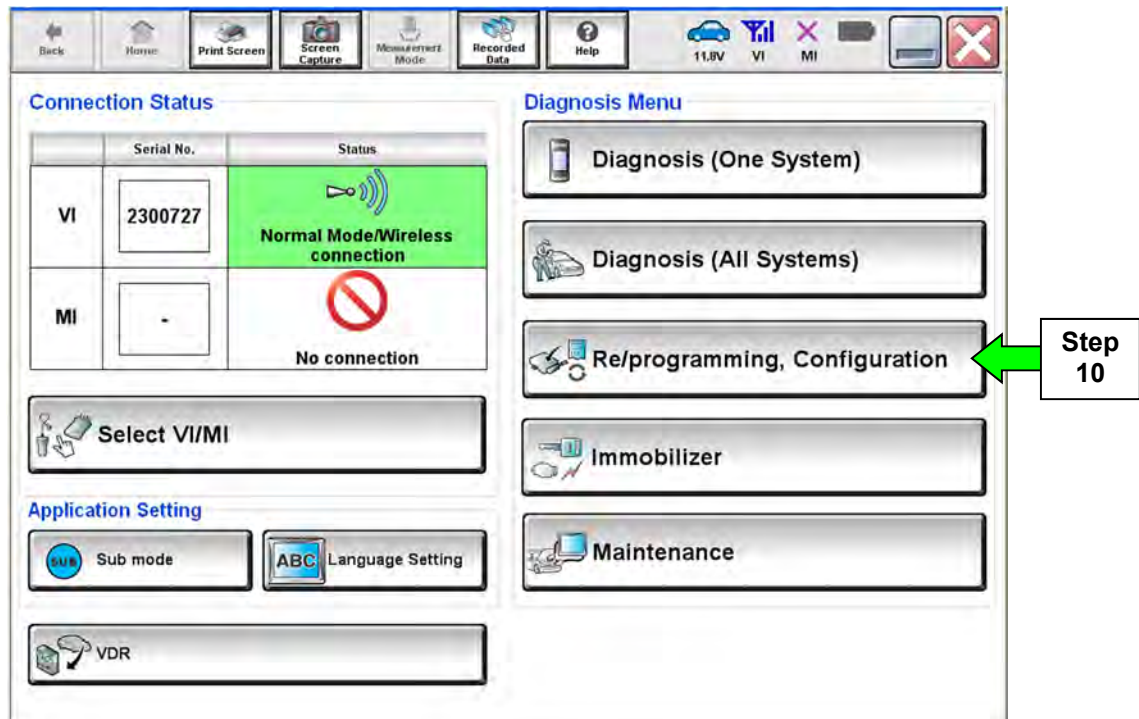 Back
Home
Print Screen
Screen
Capture
Measurement
Mode
Recorded
Data
Help
11.8V
VI
MI
Connection Status
Serial No.
Status
VI
2300727
Normal Mode/Wireless
connection
MI
-
No connection
Select VI/MI
Application Setting
SUB
Sub mode
ABC
Language Setting
VDR
Diagnosis Menu
Diagnosis (One System)
Diagnosis (All Systems)
Re/programming, Configuration
Immobilizer
Maintenance
Step
10